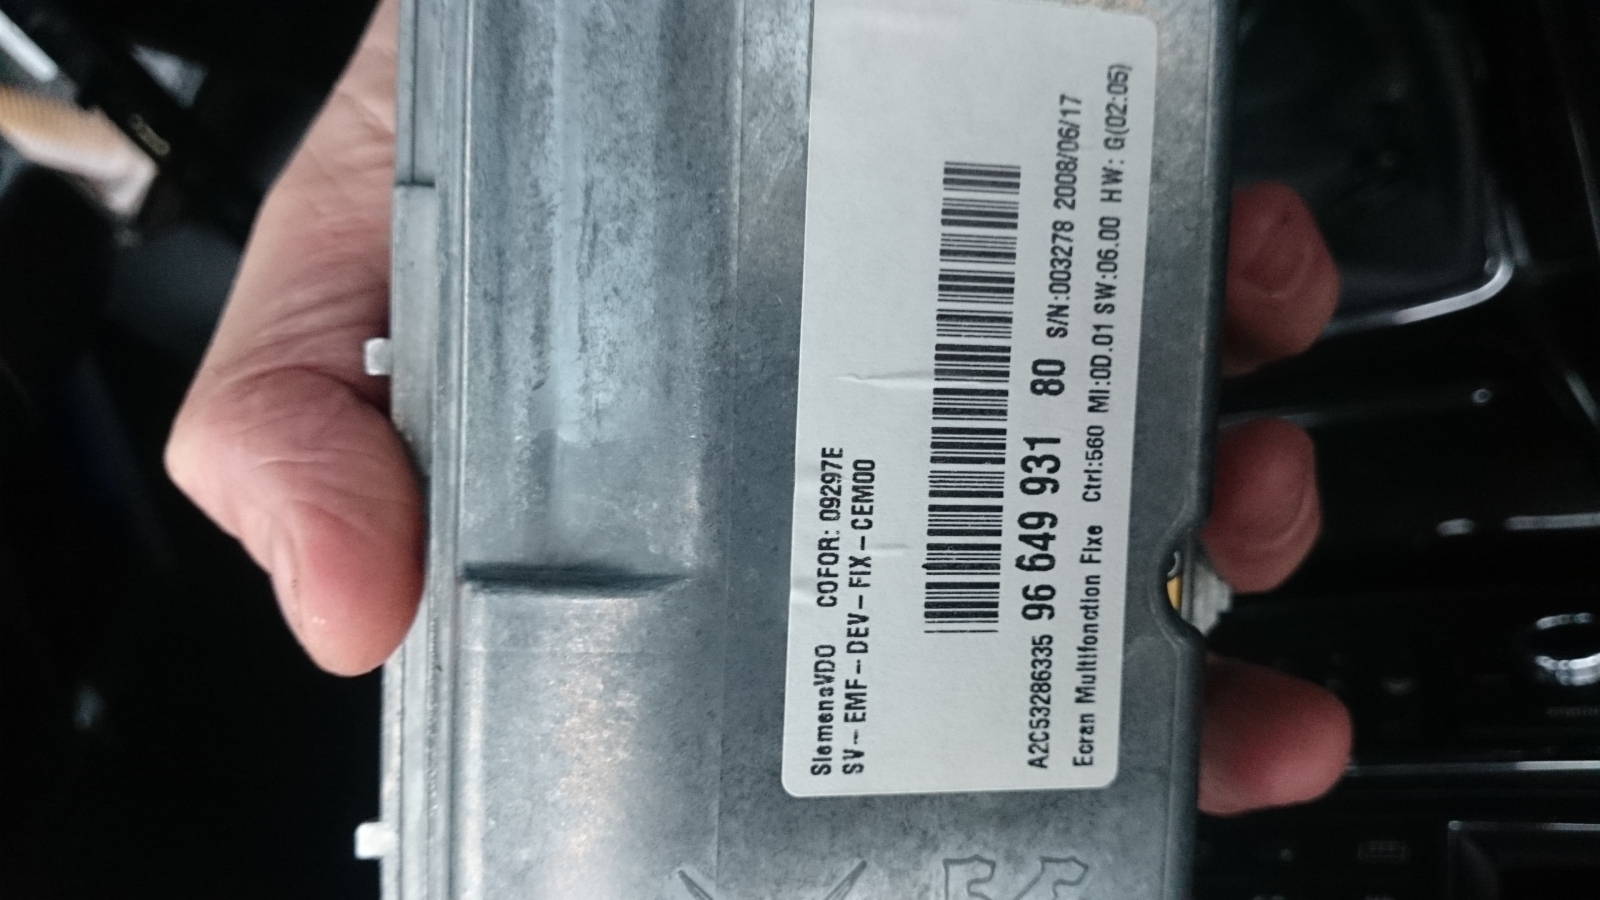 SiemensVDO COFOR: 09297E
SV-EMF-DEV-FIX-CEM00
A2C53286335 96 649 931 80 S/N:003278 2008/06/17
Ecran Multifonction Fixe Ctrl:560 MI:0D.01 SW:06.00 HW: G(02:05)